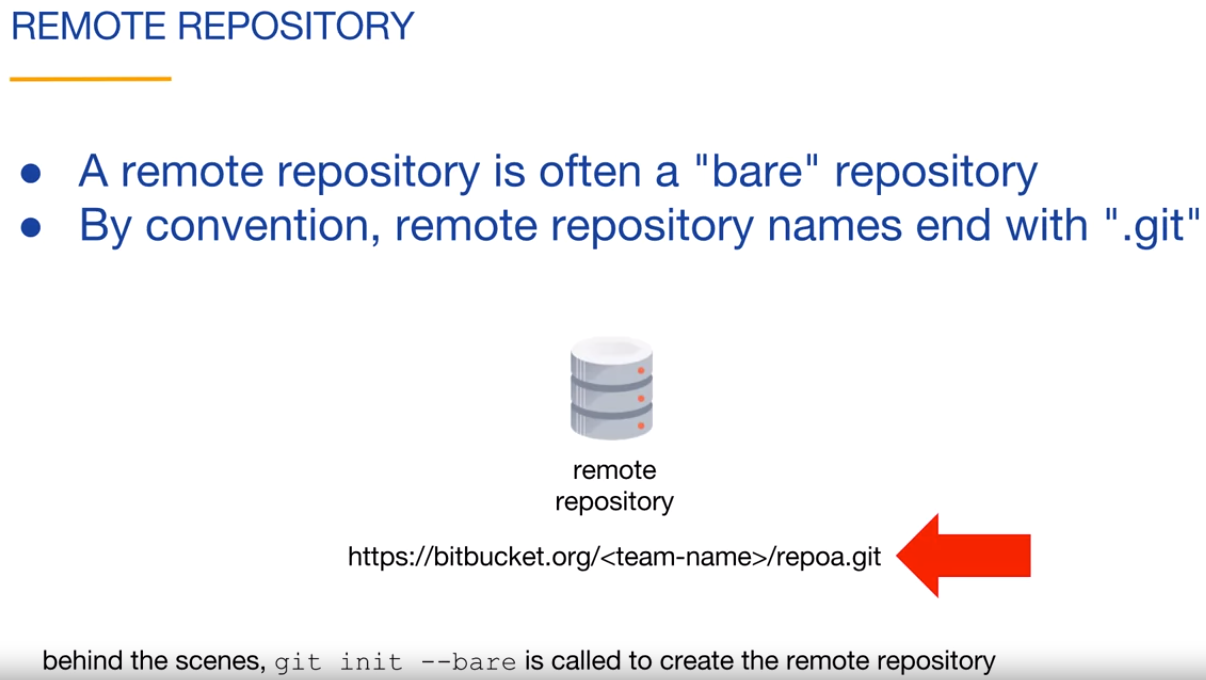 REMOTE REPOSITORY
● A remote repository is often a "bare" repository
● By convention, remote repository names end with ".git"
remote
repository
https://bitbucket.org/<team-name>/repoa.git
behind the scenes, git init --bare is called to create the remote repository